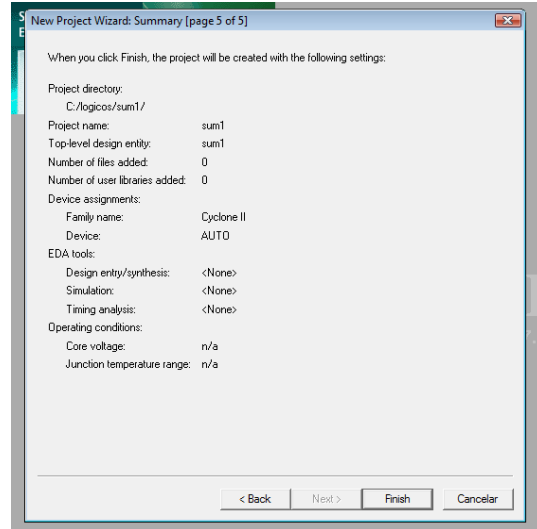 S
E
New Project Wizard: Summary [page 5 of 5]
When you click Finish, the project will be created with the following settings:
Project directory:
C:/logicos/sum1/
Project name: sum1
Top-level design entity: sum1
Number of files added: 0
Number of user libraries added: 0
Device assignments:
Family name: Cyclone II
Device: AUTO
EDA tools:
Design entry/synthesis: <None>
Simulation: <None>
Timing analysis: <None>
Operating conditions:
Core voltage: n/a
Junction temperature range: n/a
< Back Next > Finish Cancelar